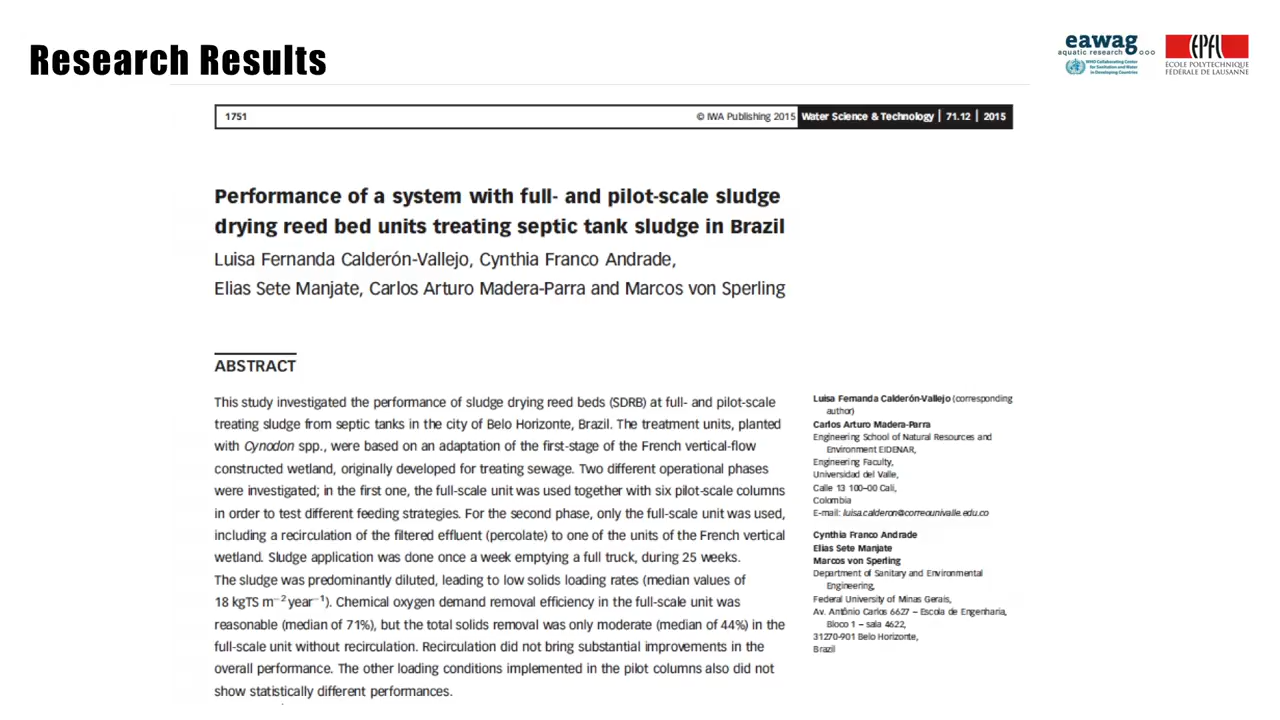 Research Results
eawag
aquatic research
WHO Collaborating Center
for Sanitation and Water
in Developing Countries
EPFL
ÉCOLE POLYTECHNIQUE
FÉDÉRALE DE LAUSANNE
1751 © IWA Publishing 2015 Water Science & Technology | 71.12 | 2015
Performance of a system with full- and pilot-scale sludge
drying reed bed units treating septic tank sludge in Brazil
Luisa Fernanda Calderón-Vallejo, Cynthia Franco Andrade,
Elias Sete Manjate, Carlos Arturo Madera-Parra and Marcos von Sperling
ABSTRACT
This study investigated the performance of sludge drying reed beds (SDRB) at full- and pilot-scale
treating sludge from septic tanks in the city of Belo Horizonte, Brazil. The treatment units, planted
with Cynodon spp., were based on an adaptation of the first-stage of the French vertical-flow
constructed wetland, originally developed for treating sewage. Two different operational phases
were investigated; in the first one, the full-scale unit was used together with six pilot-scale columns
in order to test different feeding strategies. For the second phase, only the full-scale unit was used,
including a recirculation of the filtered effluent (percolate) to one of the units of the French vertical
wetland. Sludge application was done once a week emptying a full truck, during 25 weeks.
The sludge was predominantly diluted, leading to low solids loading rates (median values of
18 kgTS m⁻² year⁻¹). Chemical oxygen demand removal efficiency in the full-scale unit was
reasonable (median of 71%), but the total solids removal was only moderate (median of 44%) in the
full-scale unit without recirculation. Recirculation did not bring substantial improvements in the
overall performance. The other loading conditions implemented in the pilot columns also did not
show statistically different performances.
Luisa Fernanda Calderón-Vallejo (corresponding
author)
Carlos Arturo Madera-Parra
Engineering School of Natural Resources and
Environment EIDENAR,
Engineering Faculty,
Universidad del Valle,
Calle 13 100–00 Cali,
Colombia
E-mail: luisa.calderon@correounivalle.edu.co
Cynthia Franco Andrade
Elias Sete Manjate
Marcos von Sperling
Department of Sanitary and Environmental
Engineering,
Federal University of Minas Gerais,
Av. Antônio Carlos 6627 – Escola de Engenharia,
Bloco 1 – sala 4622,
31270-901 Belo Horizonte,
Brazil